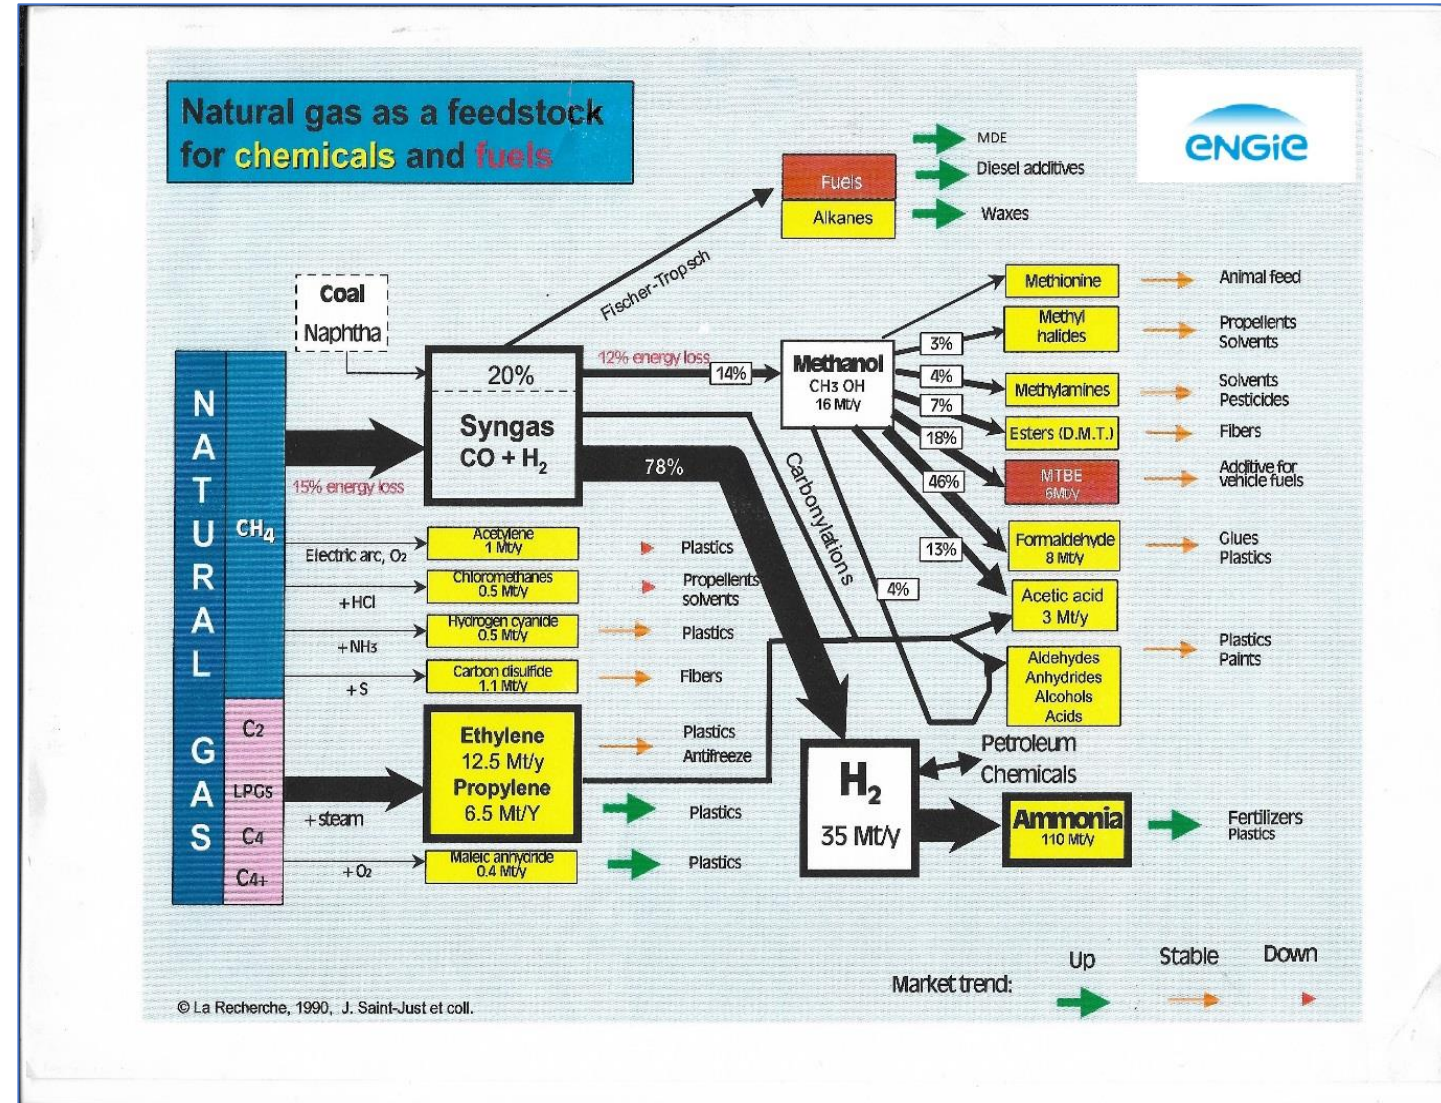 Natural gas as a feedstock
for chemicals and fuels
ENGIE
MDE
Diesel additives
Waxes
Fuels
Alkanes
Fischer-Tropsch
Coal
Naphtha
20%
Syngas
CO + H₂
12% energy loss
14%
Methanol
CH₃ OH
16 Mt/y
15% energy loss
78%
Carbonylations
3%
4%
7%
18%
46%
13%
4%
Methionine
Animal feed
Methyl
halides
Propellents
Solvents
Methylamines
Solvents
Pesticides
Esters (D.M.T.)
Fibers
MTBE
6Mt/y
Additive for
vehicle fuels
Formaldehyde
8 Mt/y
Glues
Plastics
Acetic acid
3 Mt/y
Aldehydes
Anhydrides
Alcohols
Acids
Plastics
Paints
NATURAL GAS
CH₄
C2
LPGs
C4
C4+
Electric arc, O₂
Acetylene
1 Mt/y
Plastics
+HCl
Chloromethanes
0.5 Mt/y
Propellents
solvents
+NH₃
Hydrogen cyanide
0.5 Mt/y
Plastics
+S
Carbon disulfide
1.1 Mt/y
Fibers
+steam
Ethylene
12.5 Mt/y
Propylene
6.5 Mt/Y
Plastics
Antifreeze
Plastics
+O₂
Maleic anhydride
0.4 Mt/y
Plastics
H₂
35 Mt/y
Petroleum
Chemicals
Ammonia
110 Mt/y
Fertilizers
Plastics
Market trend:
Up
Stable
Down
© La Recherche, 1990, J. Saint-Just et coll.